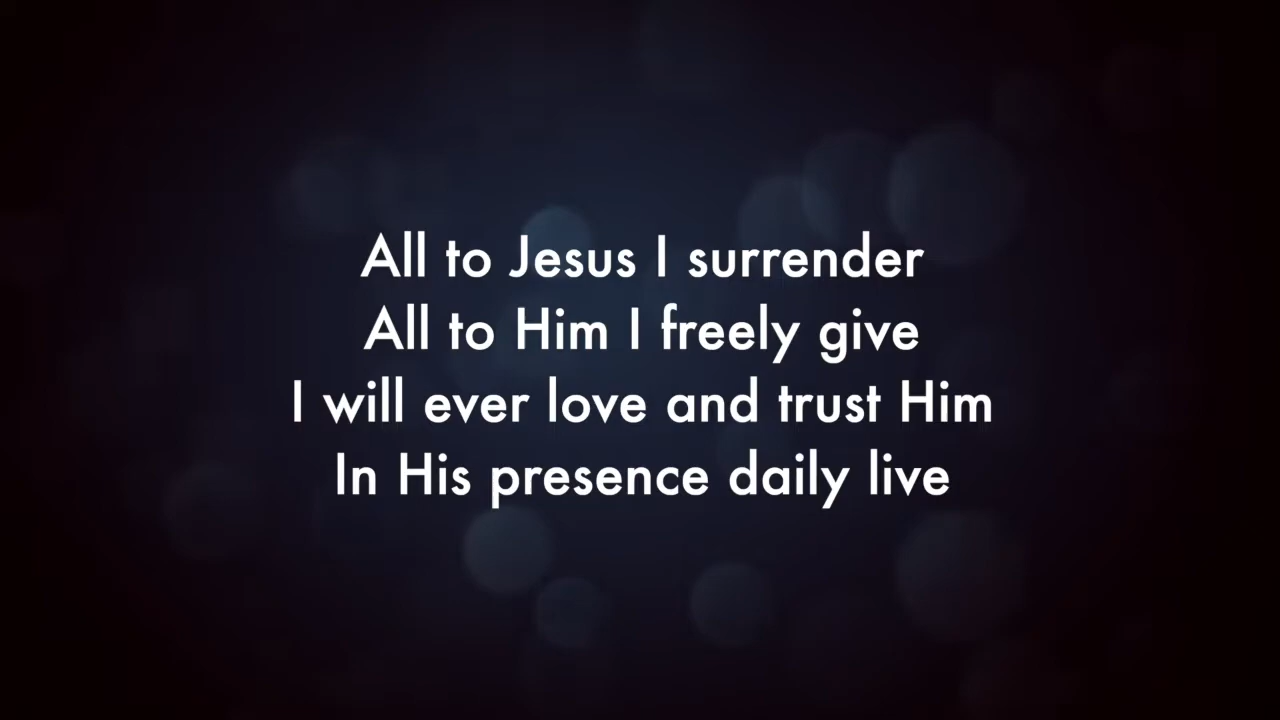 All to Jesus I surrender
All to Him I freely give
I will ever love and trust Him
In His presence daily live